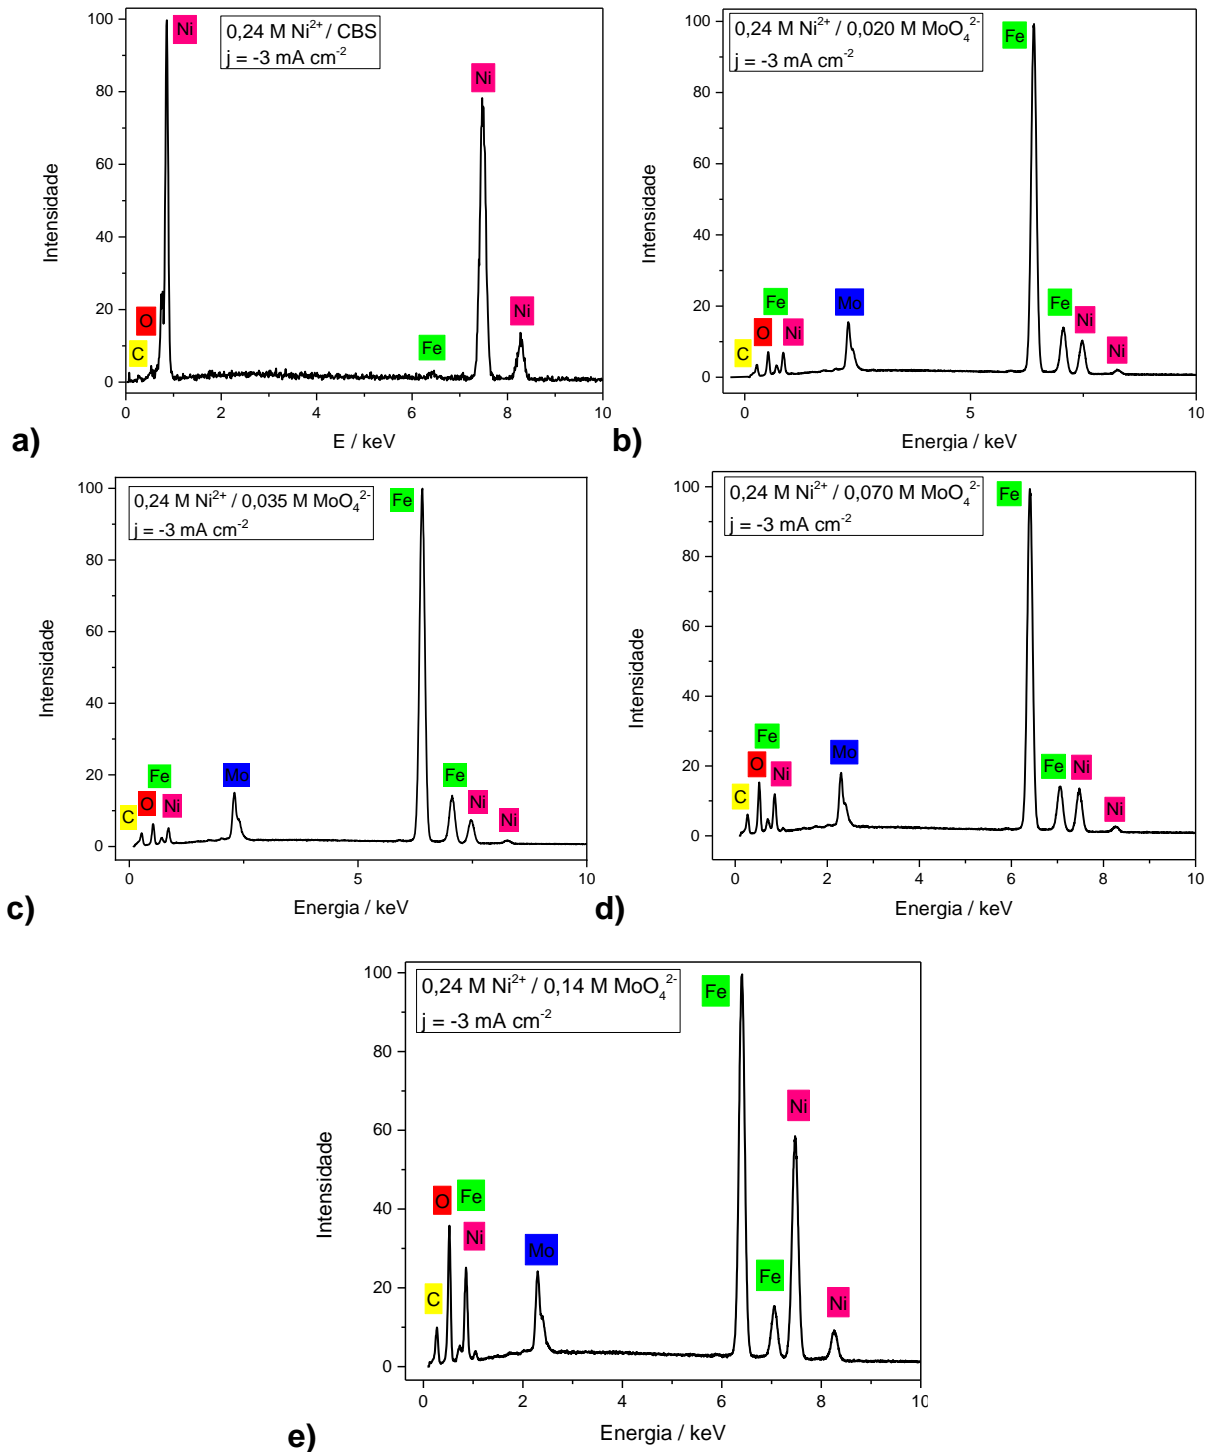 0,24 M Ni²⁺ / CBS
j = -3 mA cm⁻²
Ni
Ni
Ni
O
C
Fe
100
80
60
40
20
0
0 2 4 6 8 10
Intensidade
E / keV
a)
0,24 M Ni²⁺ / 0,020 M MoO₄²⁻
j = -3 mA cm⁻²
Fe
Fe
O
Ni
C
Mo
Fe
Ni
Ni
100
80
60
40
20
0
0 5 10
Intensidade
Energia / keV
b)
0,24 M Ni²⁺ / 0,035 M MoO₄²⁻
j = -3 mA cm⁻²
Fe
Fe
O
Ni
C
Mo
Fe
Ni
Ni
100
80
60
40
20
0
0 5 10
Intensidade
Energia / keV
c)
0,24 M Ni²⁺ / 0,070 M MoO₄²⁻
j = -3 mA cm⁻²
Fe
Fe
O
Ni
C
Mo
Fe
Ni
Ni
100
80
60
40
20
0
0 2 4 6 8 10
Intensidade
Energia / keV
d)
0,24 M Ni²⁺ / 0,14 M MoO₄²⁻
j = -3 mA cm⁻²
Fe
Ni
O
Fe
Ni
C
Mo
Fe
Ni
100
80
60
40
20
0
0 2 4 6 8 10
Intensidade
Energia / keV
e)